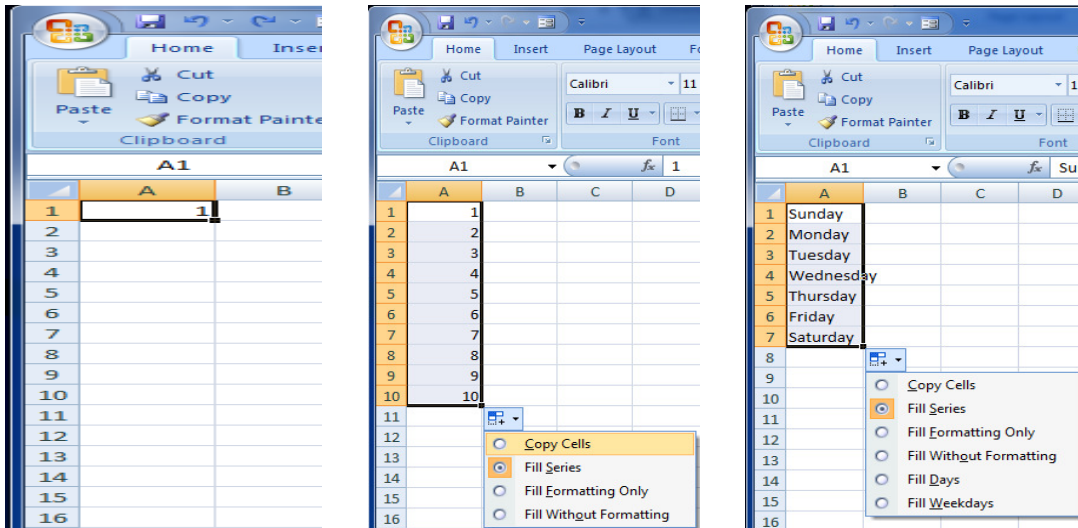 Home Inser
Cut
Copy
Format Painte
Paste
Clipboard
A1
A B
1 1
2
3
4
5
6
7
8
9
10
11
12
13
14
15
16
Home Insert Page Layout Fo
Cut
Copy
Format Painter
Paste
Calibri 11
B I U
Clipboard Font
A1 fx 1
A B C D
1 1
2 2
3 3
4 4
5 5
6 6
7 7
8 8
9 9
10 10
11
12 Copy Cells
13 Fill Series
14
15 Fill Formatting Only
16 Fill Without Formatting
Home Insert Page Layout
Cut
Copy
Format Painter
Paste
Calibri 1
B I U
Clipboard Font
A1 fx Su
A B C D
1 Sunday
2 Monday
3 Tuesday
4 Wednesday
5 Thursday
6 Friday
7 Saturday
8
9 Copy Cells
10 Fill Series
11
12 Fill Formatting Only
13 Fill Without Formatting
14 Fill Days
15 Fill Weekdays
16